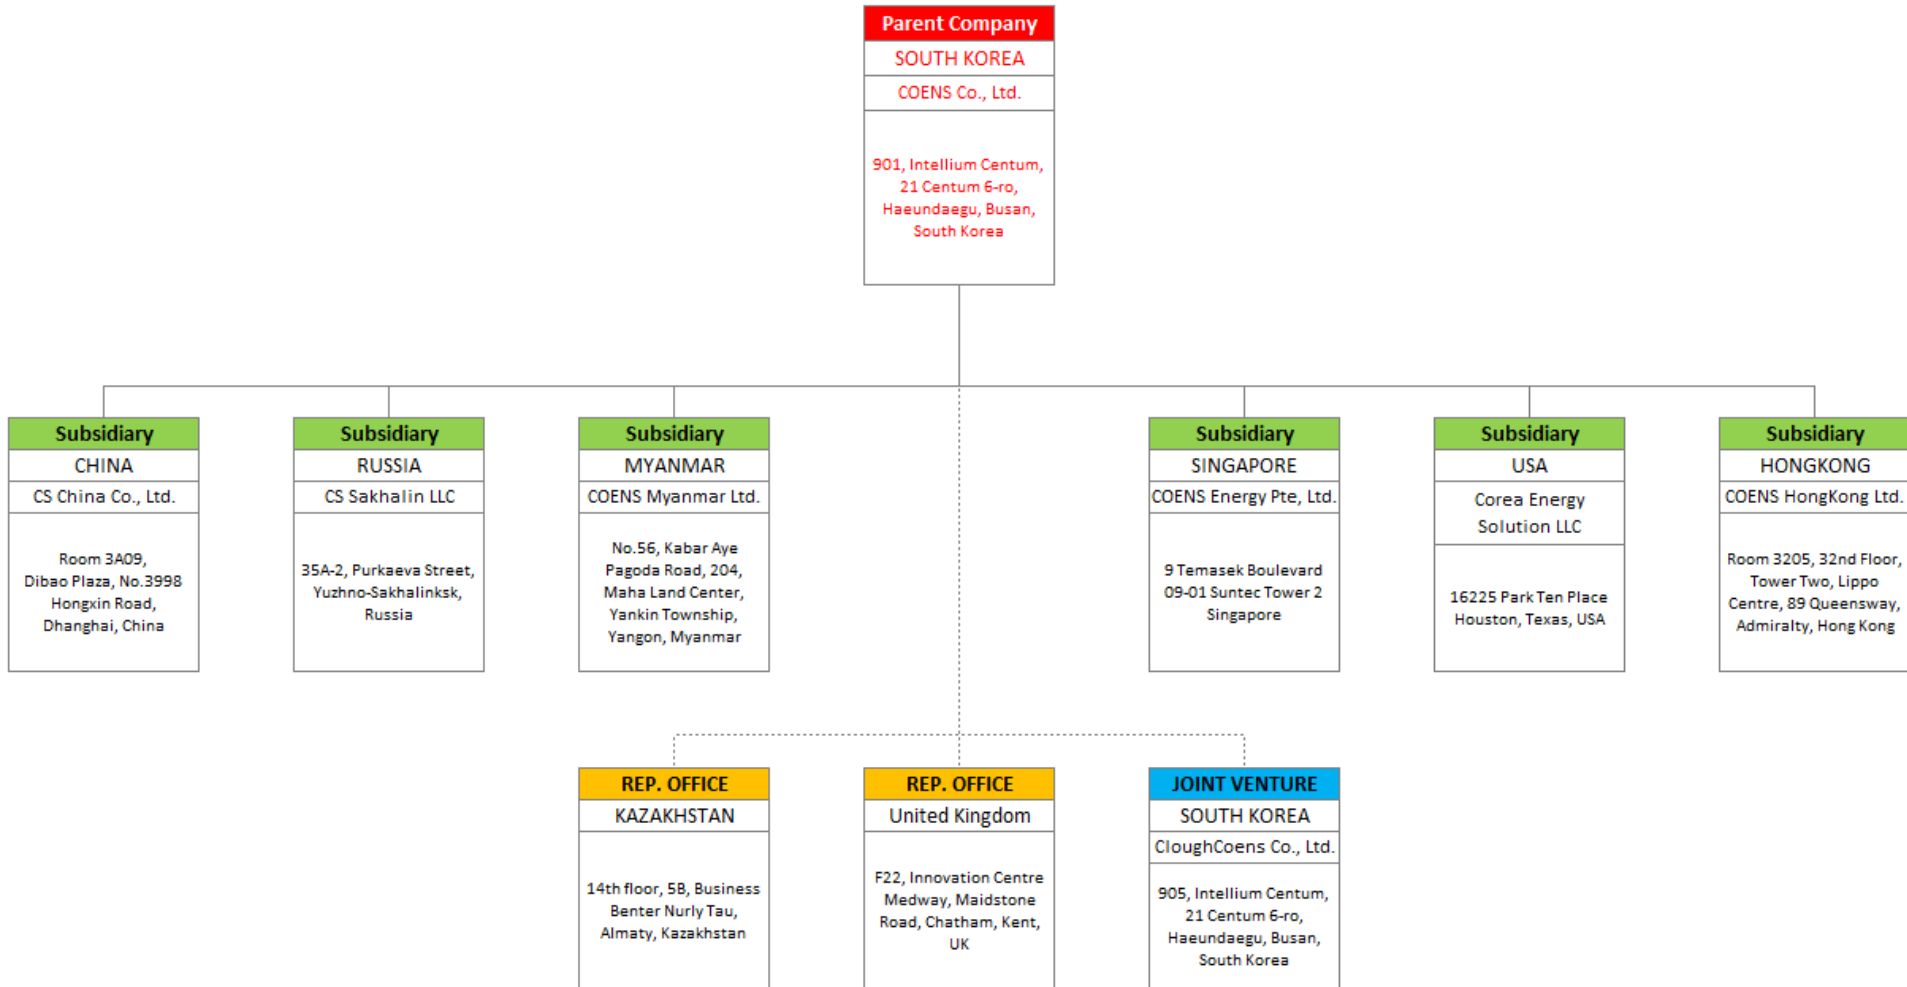 Parent Company
SOUTH KOREA
COENS Co., Ltd.
901, Intellium Centum,
21 Centum 6-ro,
Haeundaegu, Busan,
South Korea
Subsidiary
CHINA
CS China Co., Ltd.
Room 3A09,
Dibao Plaza, No.3998
Hongxin Road,
Dhanghai, China
Subsidiary
RUSSIA
CS Sakhalin LLC
35A-2, Purkaeva Street,
Yuzhno-Sakhalinksk,
Russia
Subsidiary
MYANMAR
COENS Myanmar Ltd.
No.56, Kabar Aye
Pagoda Road, 204,
Maha Land Center,
Yankin Township,
Yangon, Myanmar
Subsidiary
SINGAPORE
COENS Energy Pte, Ltd.
9 Temasek Boulevard
09-01 Suntec Tower 2
Singapore
Subsidiary
USA
Corea Energy
Solution LLC
16225 Park Ten Place
Houston, Texas, USA
Subsidiary
HONGKONG
COENS HongKong Ltd.
Room 3205, 32nd Floor,
Tower Two, Lippo
Centre, 89 Queensway,
Admiralty, Hong Kong
REP. OFFICE
KAZAKHSTAN
14th floor, 5B, Business
Benter Nurly Tau,
Almaty, Kazakhstan
REP. OFFICE
United Kingdom
F22, Innovation Centre
Medway, Maidstone
Road, Chatham, Kent,
UK
JOINT VENTURE
SOUTH KOREA
CloughCoens Co., Ltd.
905, Intellium Centum,
21 Centum 6-ro,
Haeundaegu, Busan,
South Korea